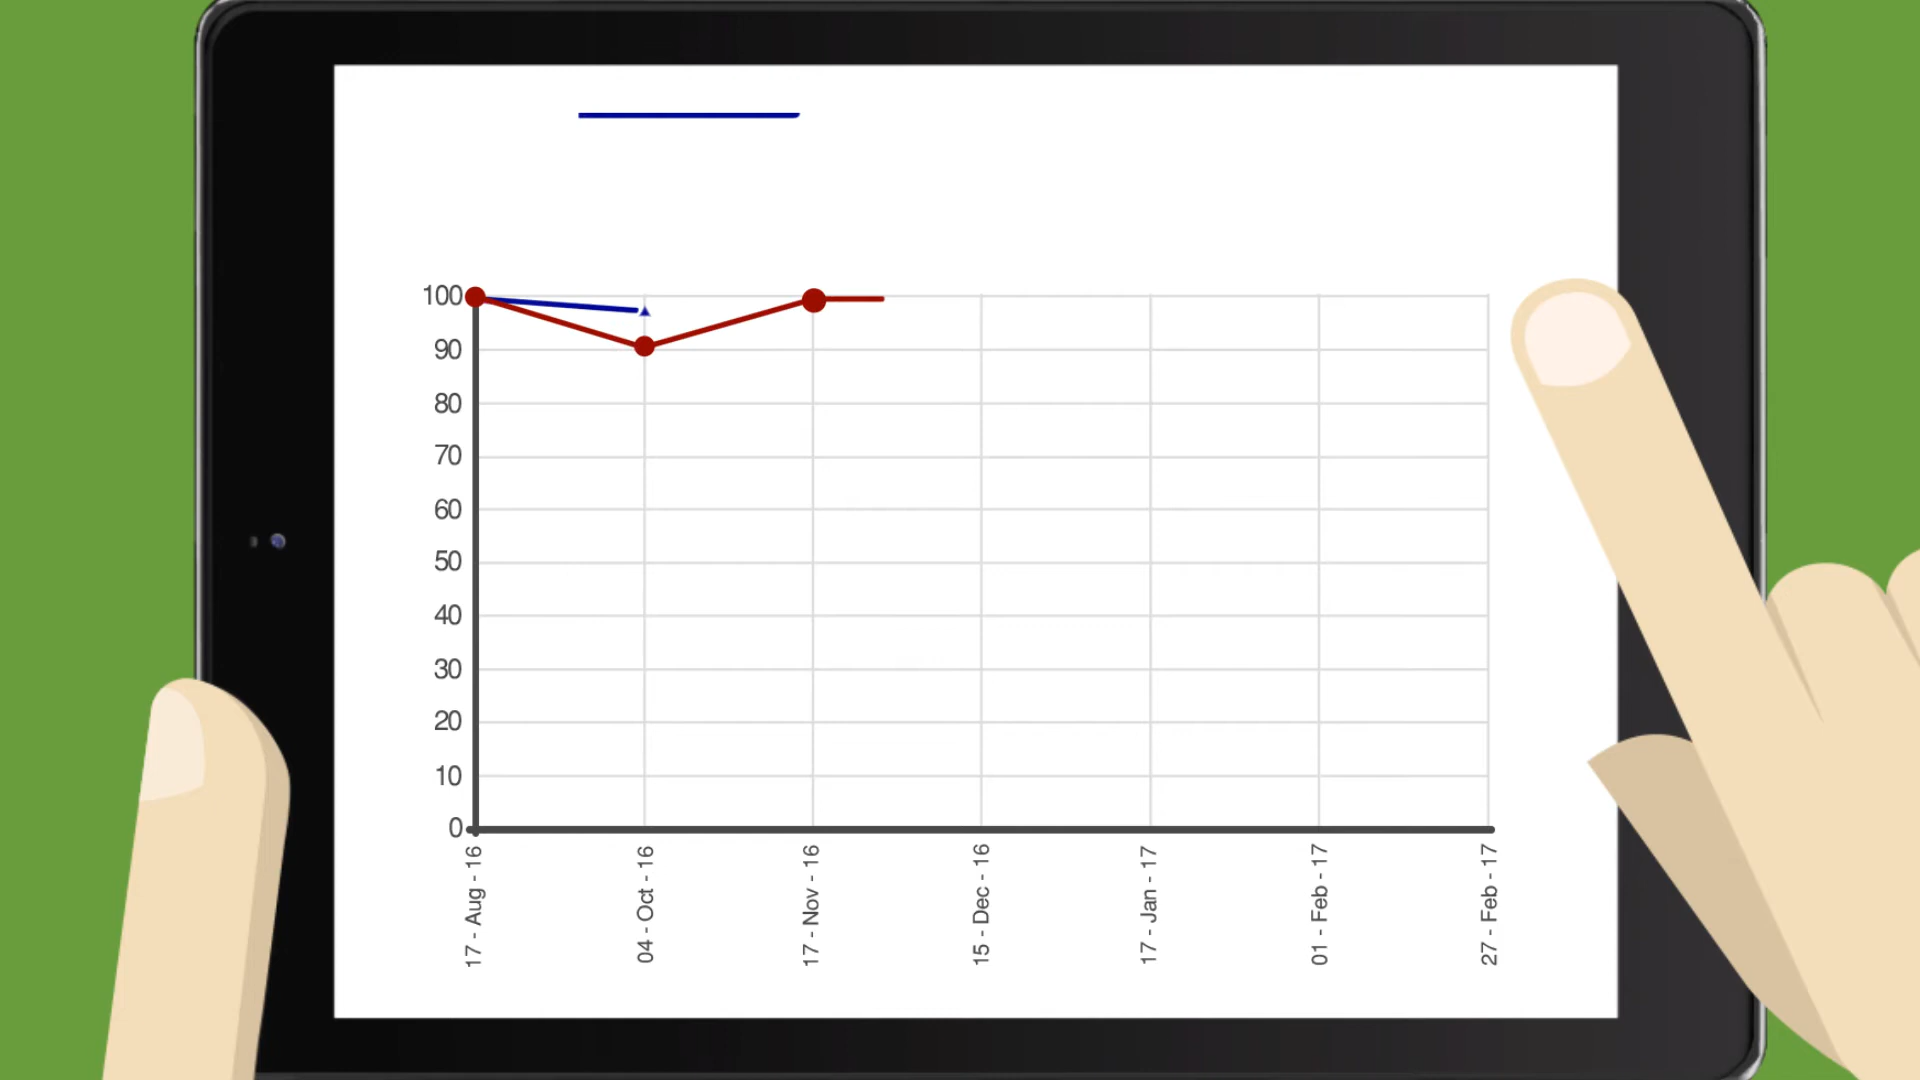 100
90
80
70
60
50
40
30
20
10
0
17 - Aug - 16
04 - Oct - 16
17 - Nov - 16
15 - Dec - 16
17 - Jan - 17
01 - Feb - 17
27 - Feb - 17